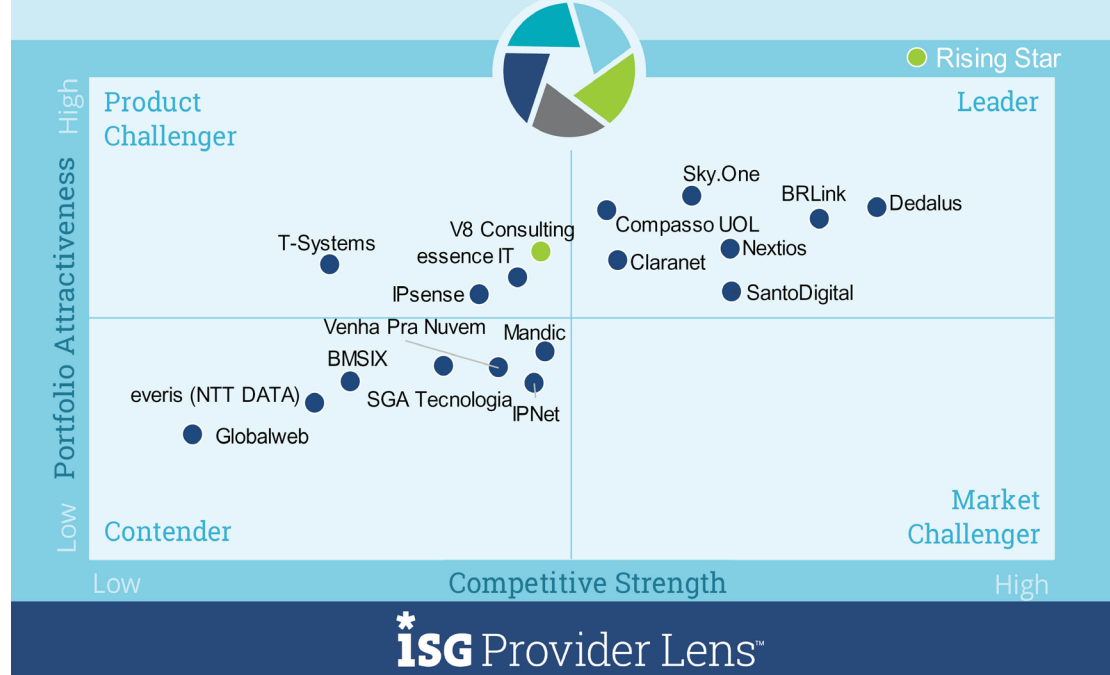 Rising Star
High
Product
Challenger
Leader
Portfolio Attractiveness
Sky.One
BRLink
Dedalus
Compasso UOL
V8 Consulting
T-Systems
essence IT
Nextios
Claranet
IPsense
SantoDigital
Venha Pra Nuvem
Mandic
BMSIX
everis (NTT DATA)
SGA Tecnologia
IPNet
Globalweb
Low
Contender
Market
Challenger
Low
Competitive Strength
High
*ISG Provider Lens™